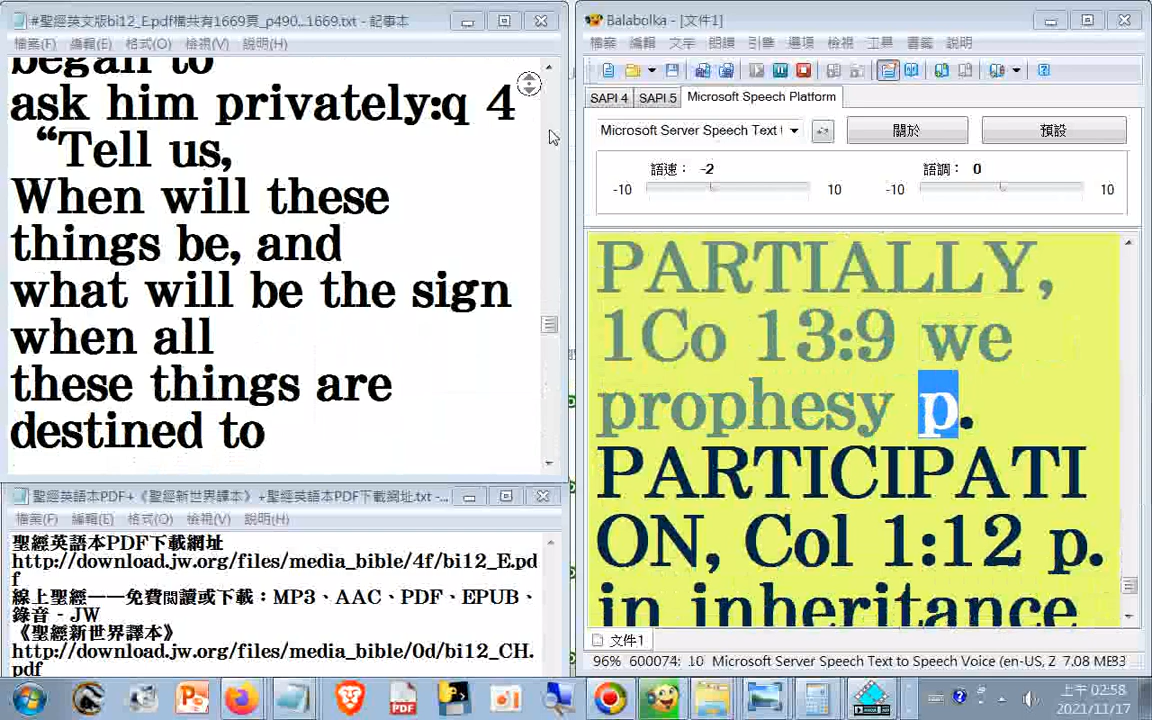 #聖經英文版bi12_E.pdf檔共有1669頁_p490,..1669.txt - 記事本
檔案(F) 編輯(E) 格式(O) 檢視(V) 說明(H)
began to
ask him privately:q 4
“Tell us,
When will these
things be, and
what will be the sign
when all
these things are
destined to
聖經英語本PDF+《聖經新世界譯本》+聖經英語本PDF下載網址.txt - ...
檔案(F) 編輯(E) 格式(O) 檢視(V) 說明(H)
聖經英語本PDF下載網址
http://download.jw.org/files/media_bible/4f/bi12_E.pd
f
線上聖經——免費閱讀或下載：MP3、AAC、PDF、EPUB、
錄音 - JW
《聖經新世界譯本》
http://download.jw.org/files/media_bible/0d/bi12_CH.
pdf
Balabolka - [文件1]
檔案 編輯 文字 朗讀 引擎 選項 檢視 工具 書籤 說明
SAPI 4 SAPI 5 Microsoft Speech Platform
Microsoft Server Speech Text t 關於 預設
語速： -2 語調： 0
-10 10 -10 10
PARTIALLY,
1Co 13:9 we
prophesy p.
PARTICIPATI
ON, Col 1:12 p.
in inheritance
文件1
96% 600074: 10 Microsoft Server Speech Text to Speech Voice (en-US, Z 7.08 MB
上午 02:58
2021/11/17